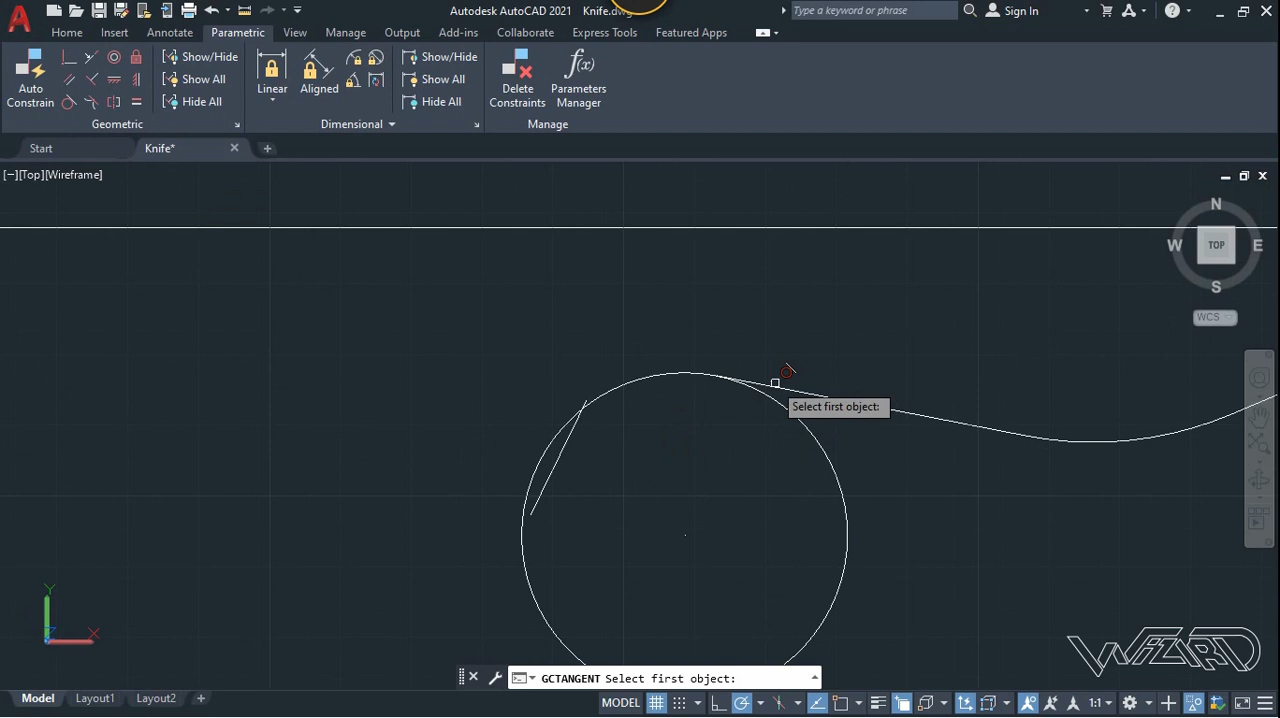 Autodesk AutoCAD 2021 Knife.dwg
Type a keyword or phrase
Sign In
Home Insert Annotate Parametric View Manage Output Add-ins Collaborate Express Tools Featured Apps
Auto
Constrain
Show/Hide
Show All
Hide All
Geometric
Linear
Aligned
Show/Hide
Show All
Hide All
Dimensional
Delete
Constraints
Parameters
Manager
Manage
Start
Knife*
[−][Top][Wireframe]
N
W
TOP
E
S
WCS
Select first object:
Y
X
WIZARD
GCTANGENT Select first object:
Model Layout1 Layout2
MODEL
1:1